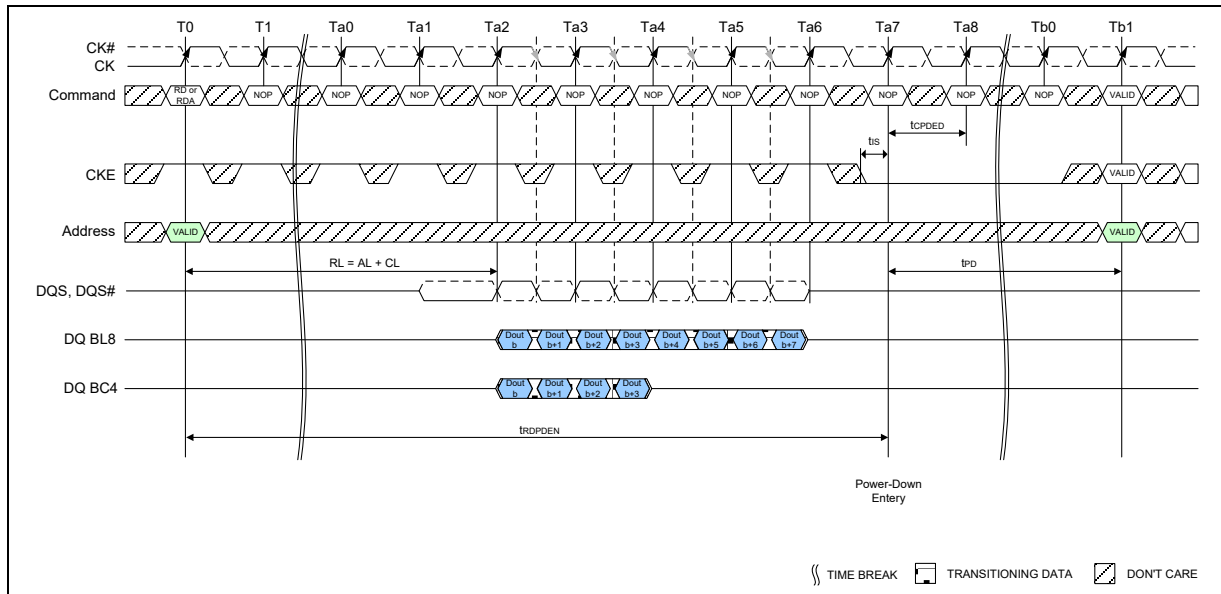 T0 T1 Ta0 Ta1 Ta2 Ta3 Ta4 Ta5 Ta6 Ta7 Ta8 Tb0 Tb1
CK#
CK
Command
RD or
RDA
NOP NOP NOP NOP NOP NOP NOP NOP NOP NOP NOP VALID
tCPDED
tIS
CKE
VALID
Address
VALID VALID
RL = AL + CL
tPD
DQS, DQS#
DQ BL8
Dout Dout Dout Dout Dout Dout Dout Dout
b b+1 b+2 b+3 b+4 b+5 b+6 b+7
DQ BC4
Dout Dout Dout Dout
b b+1 b+2 b+3
tRDPDEN
Power-Down
Entery
TIME BREAK TRANSITIONING DATA DON'T CARE